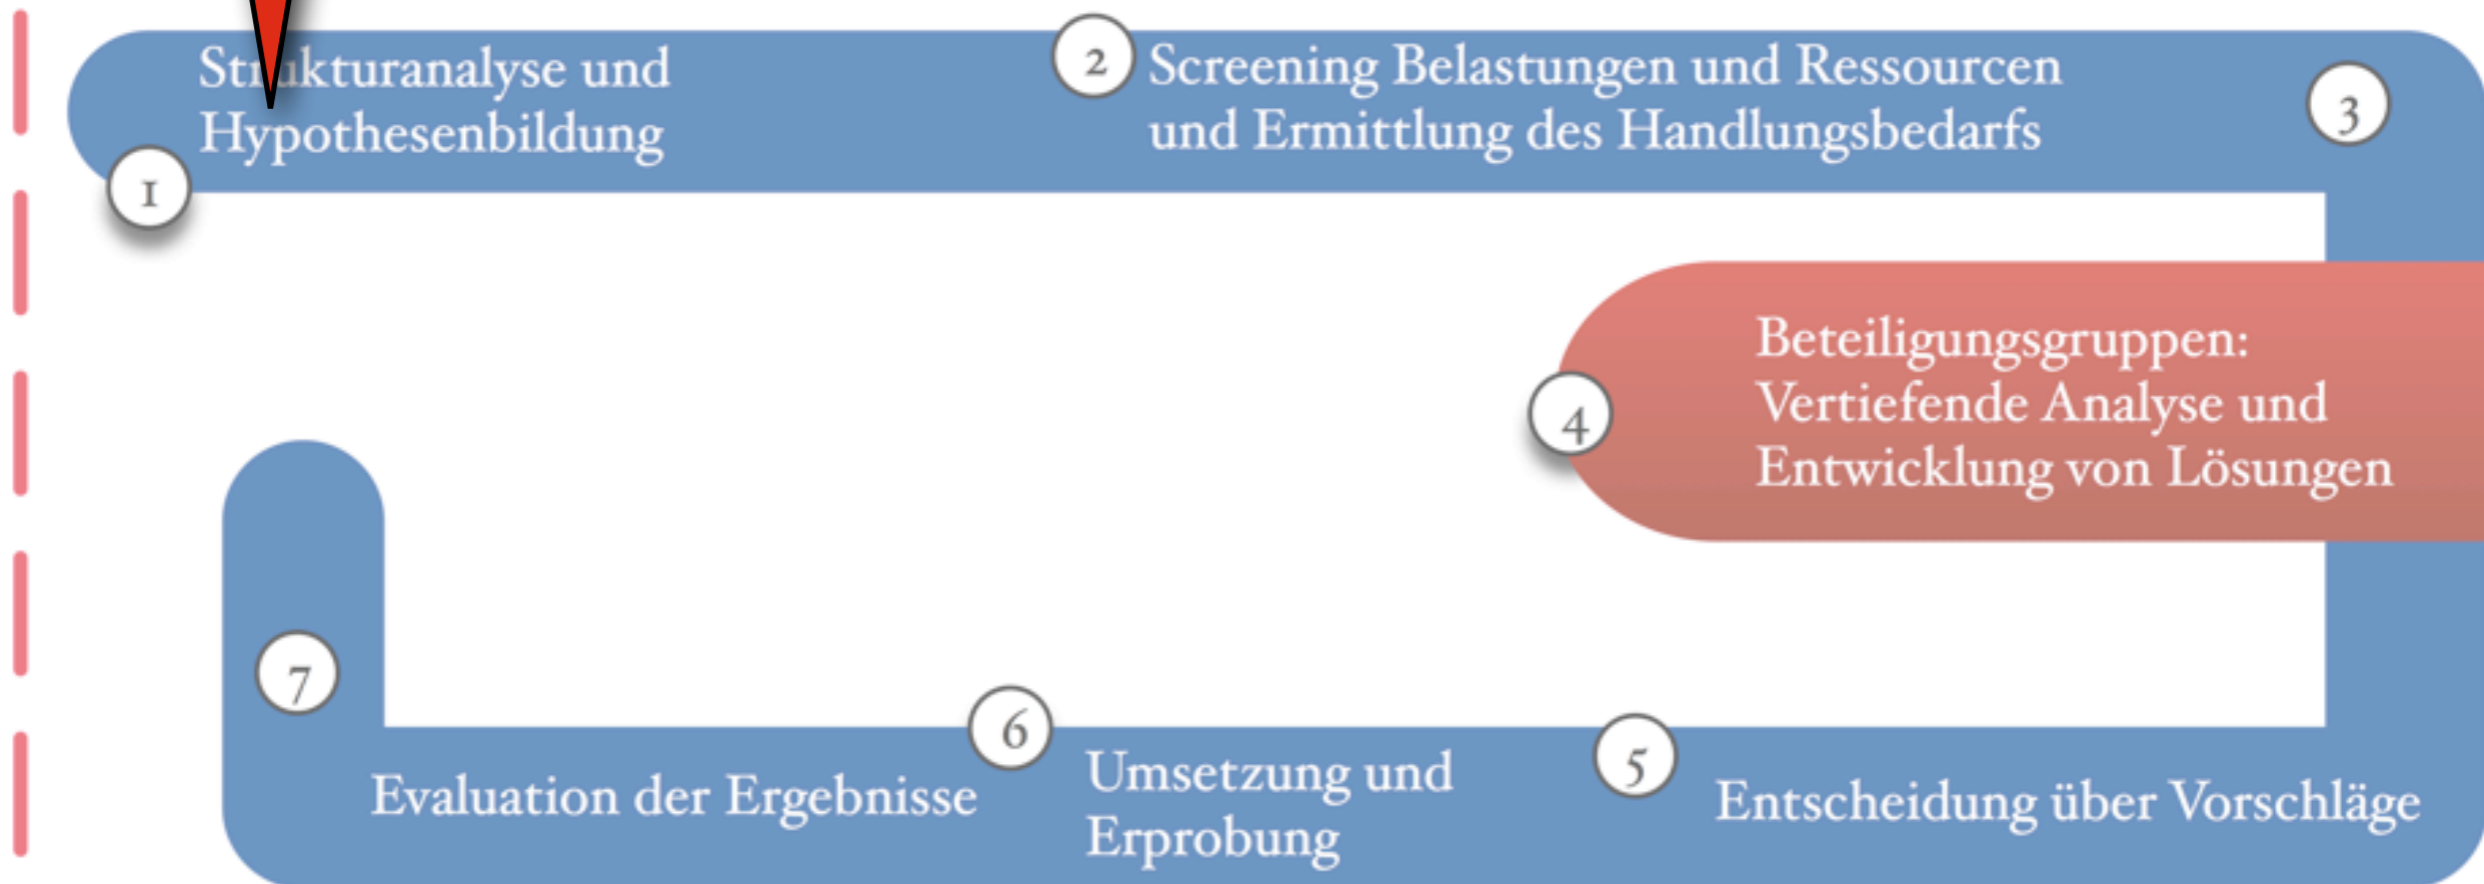 Strukturanalyse und
Hypothesenbildung
1
2
Screening Belastungen und Ressourcen
und Ermittlung des Handlungsbedarfs
3
4
Beteiligungsgruppen:
Vertiefende Analyse und
Entwicklung von Lösungen
7
Evaluation der Ergebnisse
6
Umsetzung und
Erprobung
5
Entscheidung über Vorschläge